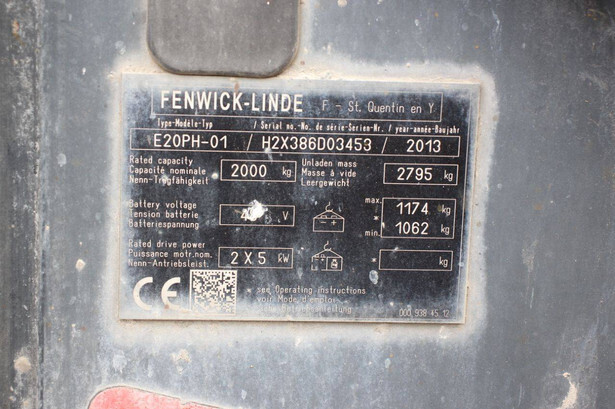 FENWICK-LINDE F - St. Quentin en Y
Type-Modèle-Typ / Serial no.-No. de série-Serien-Nr. / year-année-Baujahr
E20PH-01 / H2X386D03453 / 2013
Rated capacity
Capacité nominale 2000 kg
Nenn-Tragfähigkeit
Unladen mass
Masse à vide 2795 kg
Leergewicht
Battery voltage
Tension batterie V
Batteriespannung
max. 1174 kg
*
min. 1062 kg
Rated drive power
Puissance motr.nom. 2 X 5 kW
Nenn-Antriebsleist.
* kg
CE
* see Operating instructions
voir Mode d'emploi
000 938 45 12